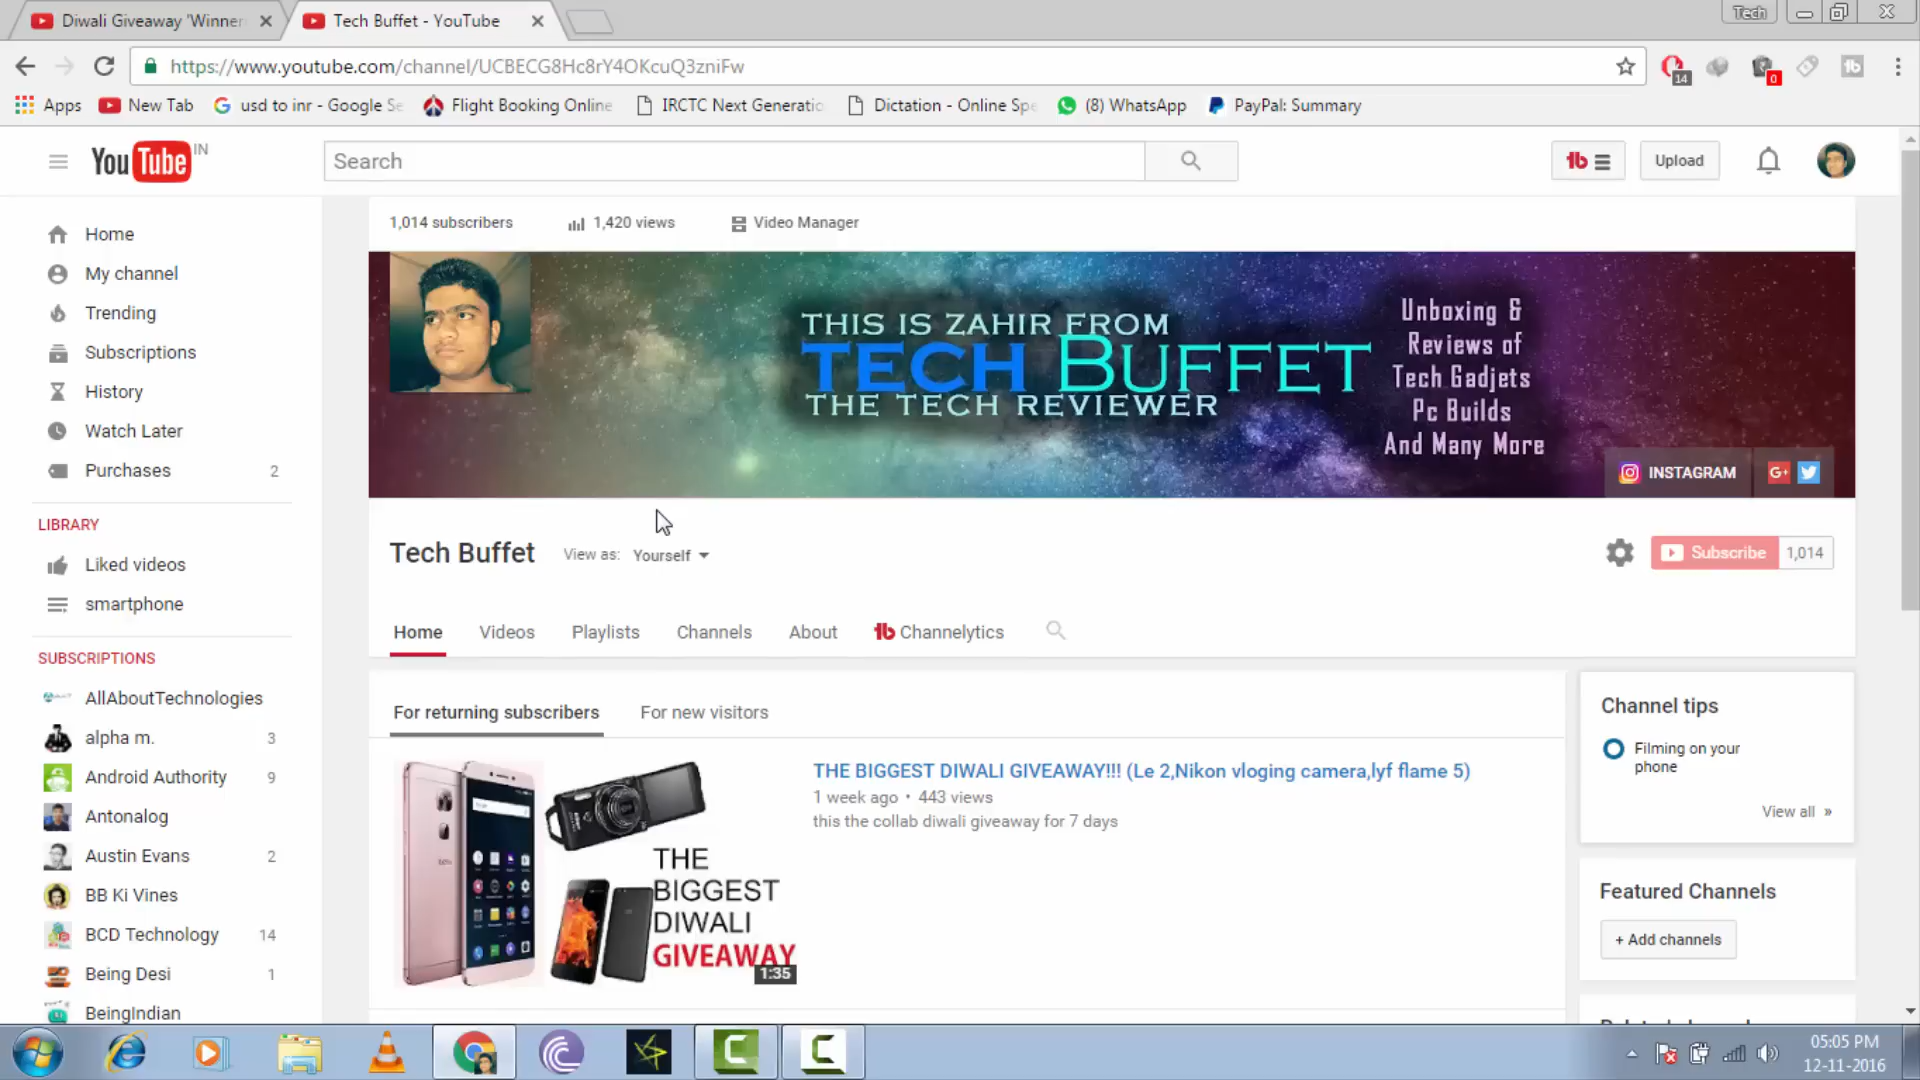 Diwali Giveaway 'Winner
Tech Buffet - YouTube
Tech
https://www.youtube.com/channel/UCBECG8Hc8rY4OKcuQ3zniFw
14
0
Apps
New Tab
usd to inr - Google Se
Flight Booking Online
IRCTC Next Generatio
Dictation - Online Spe
(8) WhatsApp
PayPal: Summary
YouTube IN
Search
Upload
Home
My channel
Trending
Subscriptions
History
Watch Later
Purchases 2
LIBRARY
Liked videos
smartphone
SUBSCRIPTIONS
AllAboutTechnologies
alpha m. 3
Android Authority 9
Antonalog
Austin Evans 2
BB Ki Vines
BCD Technology 14
Being Desi 1
BeingIndian
1,014 subscribers
1,420 views
Video Manager
THIS IS ZAHIR FROM
TECH BUFFET
THE TECH REVIEWER
Unboxing &
Reviews of
Tech Gadjets
Pc Builds
And Many More
INSTAGRAM
G+
Tech Buffet
View as: Yourself
Subscribe 1,014
Home
Videos
Playlists
Channels
About
Channelytics
For returning subscribers
For new visitors
THE
BIGGEST
DIWALI
GIVEAWAY
1:35
THE BIGGEST DIWALI GIVEAWAY!!! (Le 2,Nikon vloging camera,lyf flame 5)
1 week ago • 443 views
this the collab diwali giveaway for 7 days
Channel tips
Filming on your
phone
View all »
Featured Channels
+ Add channels
05:05 PM
12-11-2016